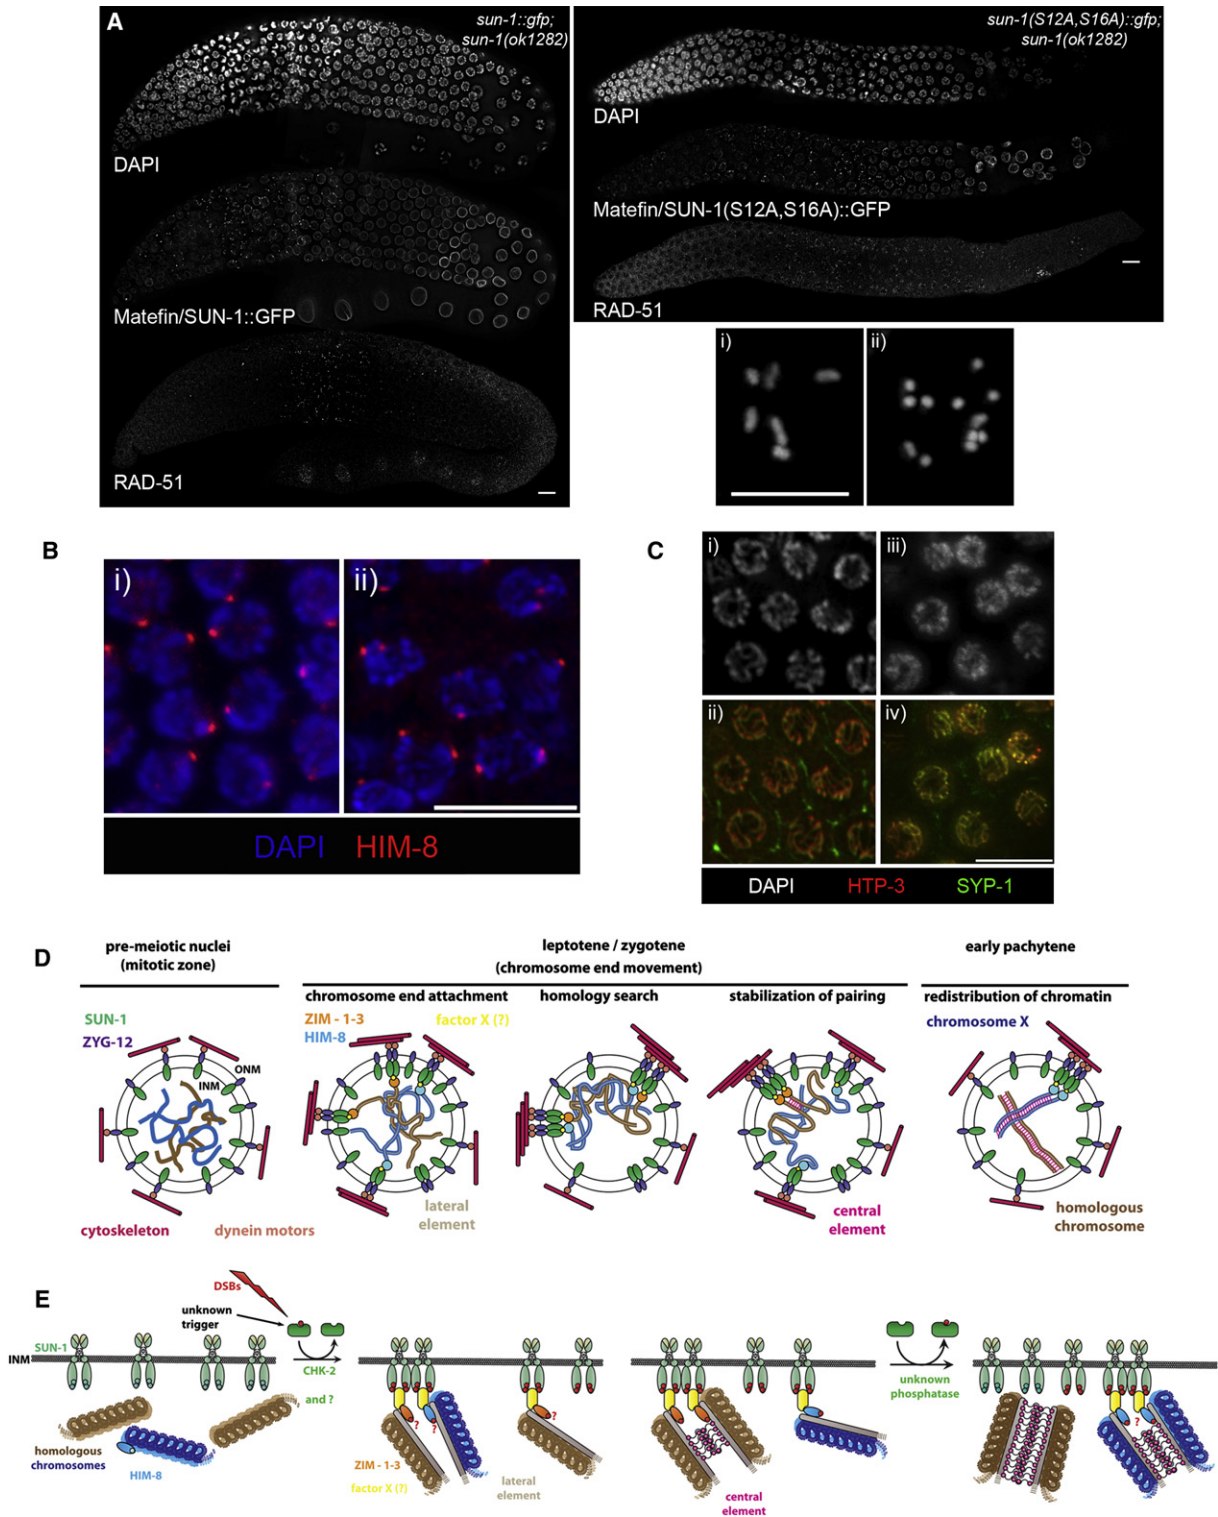 A
sun-1::gfp;
sun-1(ok1282)
DAPI
Matefin/SUN-1::GFP
RAD-51
sun-1(S12A,S16A)::gfp;
sun-1(ok1282)
DAPI
Matefin/SUN-1(S12A,S16A)::GFP
RAD-51
i)
ii)
B
i)
ii)
DAPI HIM-8
C
i)
iii)
ii)
iv)
DAPI HTP-3 SYP-1
D
pre-meiotic nuclei
(mitotic zone)
leptotene / zygotene
(chromosome end movement)
early pachytene
chromosome end attachment
homology search
stabilization of pairing
redistribution of chromatin
SUN-1
ZYG-12
ZIM - 1-3
HIM-8
factor X (?)
chromosome X
ONM
INM
cytoskeleton
dynein motors
lateral
element
central
element
homologous
chromosome
E
DSBs
unknown
trigger
SUN-1
INM
CHK-2
and ?
unknown
phosphatase
homologous
chromosomes
HIM-8
?
?
?
?
ZIM - 1-3
factor X (?)
lateral
element
central
element